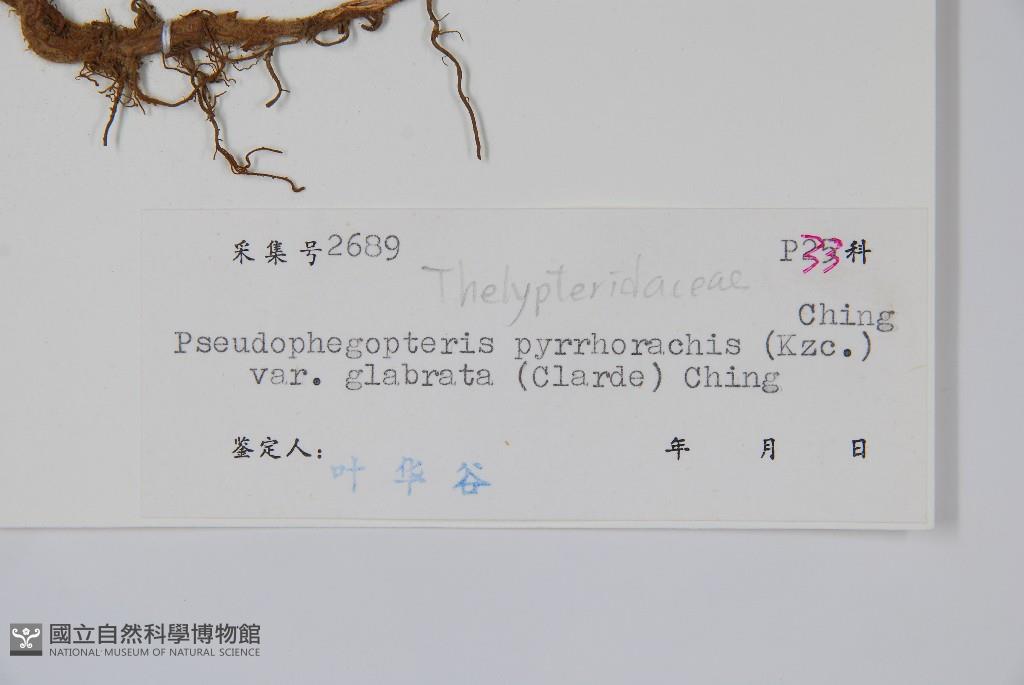 采集号2689 P33科
Thelypteridaceae
Ching
Pseudophegopteris pyrrhorachis (Kzc.)
var. glabrata (Clarde) Ching
鉴定人: 年 月 日
叶华谷
國立自然科學博物館
NATIONAL MUSEUM OF NATURAL SCIENCE